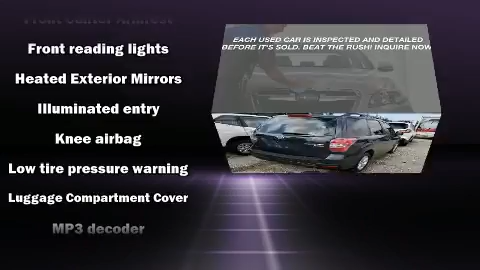 Front reading lights
Heated Exterior Mirrors
Illuminated entry
Knee airbag
Low tire pressure warning
Luggage Compartment Cover
MP3 decoder
EACH USED CAR IS INSPECTED AND DETAILED
BEFORE IT'S SOLD. BEAT THE RUSH! INQUIRE NOW